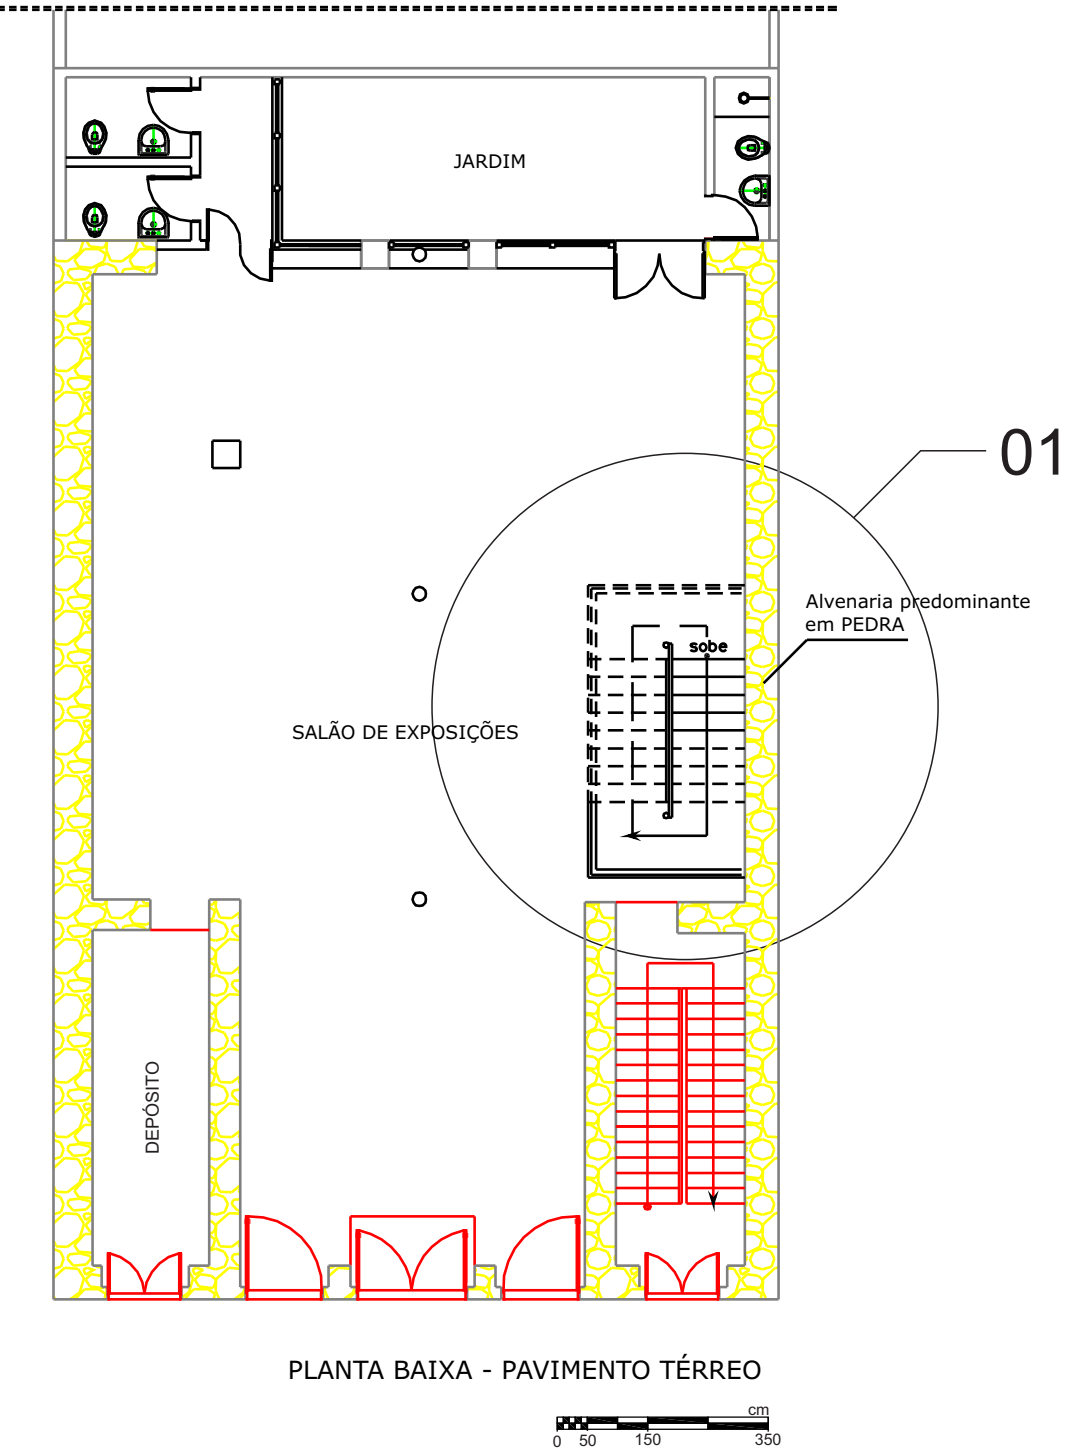 JARDIM
01
Alvenaria predominante
em PEDRA
sobe
SALÃO DE EXPOSIÇÕES
DEPÓSITO
PLANTA BAIXA - PAVIMENTO TÉRREO
cm
0 50 150 350